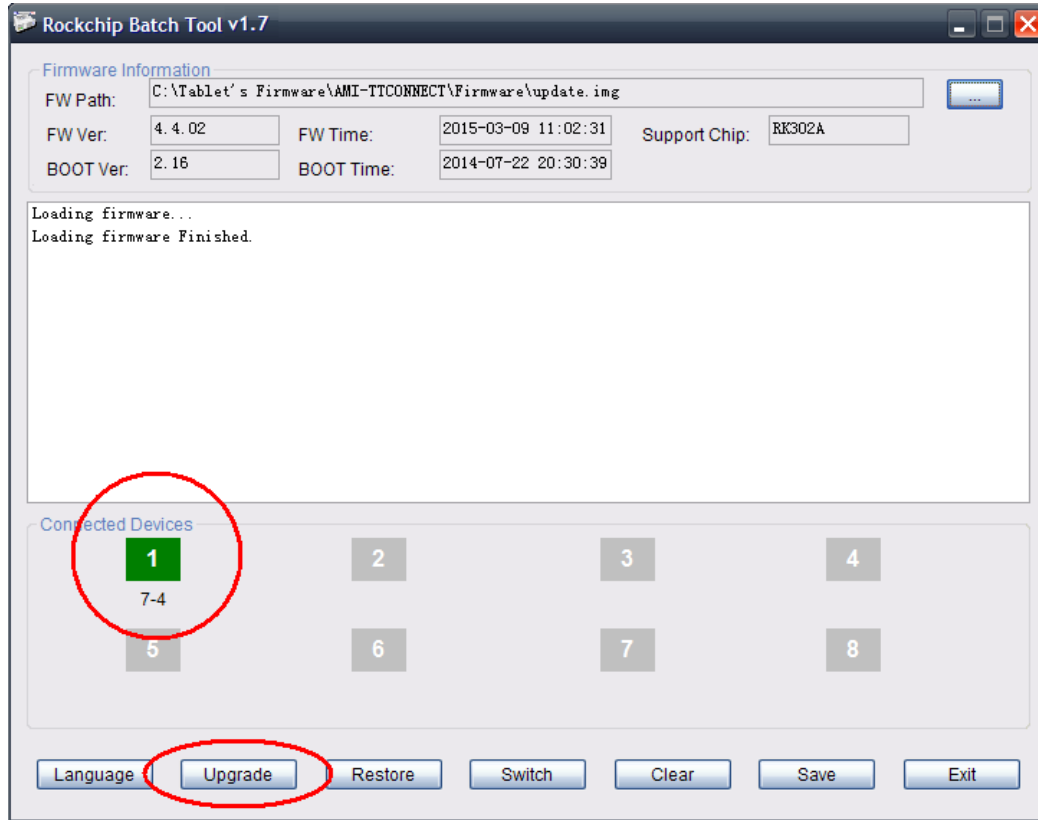 Rockchip Batch Tool v1.7
Firmware Information
FW Path: C:\Tablet's Firmware\AMI-TTCONNECT\Firmware\update.img ...
FW Ver: 4.4.02 FW Time: 2015-03-09 11:02:31 Support Chip: RK302A
BOOT Ver: 2.16 BOOT Time: 2014-07-22 20:30:39
Loading firmware...
Loading firmware Finished.
Connected Devices
1 2 3 4
7-4
5 6 7 8
Language Upgrade Restore Switch Clear Save Exit